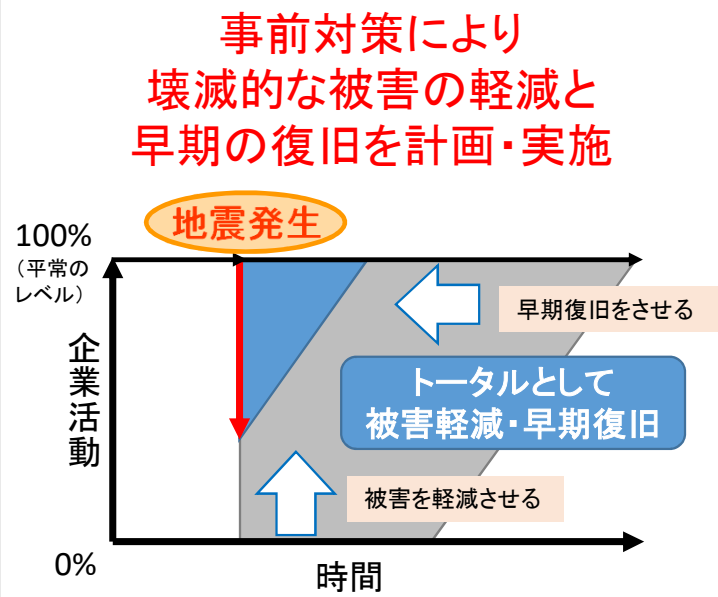 事前対策により
壊滅的な被害の軽減と
早期の復旧を計画・実施
地震発生
100%
（平常の
レベル）
早期復旧をさせる
企業活動
トータルとして
被害軽減・早期復旧
被害を軽減させる
0%
時間